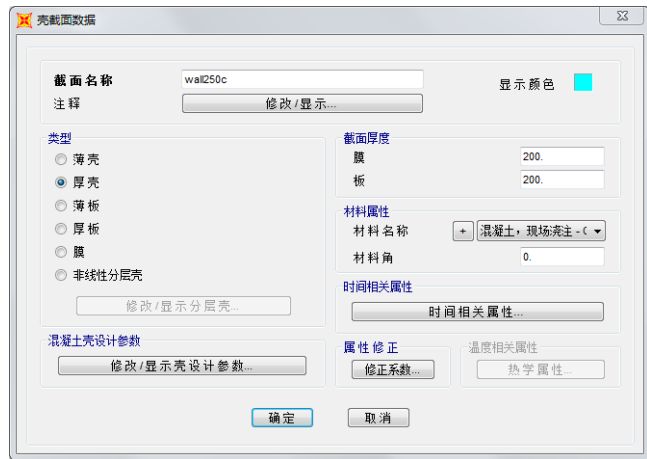 壳截面数据
截面名称 wall250c 显示颜色
注释 修改/显示...
类型
薄壳
厚壳
薄板
厚板
膜
非线性分层壳
修改/显示分层壳...
混凝土壳设计参数
修改/显示壳设计参数...
截面厚度
膜 200.
板 200.
材料属性
材料名称 + 混凝土，现场浇注 - C
材料角 0.
时间相关属性
时间相关属性...
属性修正
修正系数...
温度相关属性
热学属性...
确定 取消